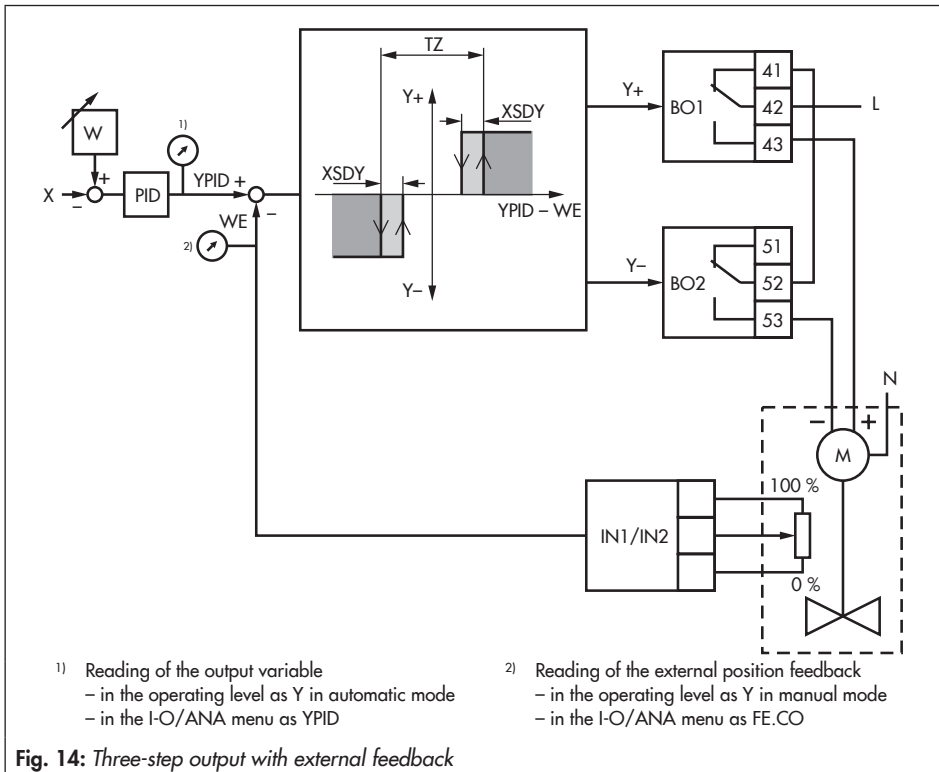 TZ
Y+
XSDY
XSDY
YPID – WE
Y–
W
+
X
–
PID
1)
YPID +
–
WE
2)
Y+
BO1
41
42
43
L
Y–
BO2
51
52
53
N
– +
M
100 %
IN1/IN2
0 %
1) Reading of the output variable
– in the operating level as Y in automatic mode
– in the I-O/ANA menu as YPID
2) Reading of the external position feedback
– in the operating level as Y in manual mode
– in the I-O/ANA menu as FE.CO
Fig. 14: Three-step output with external feedback